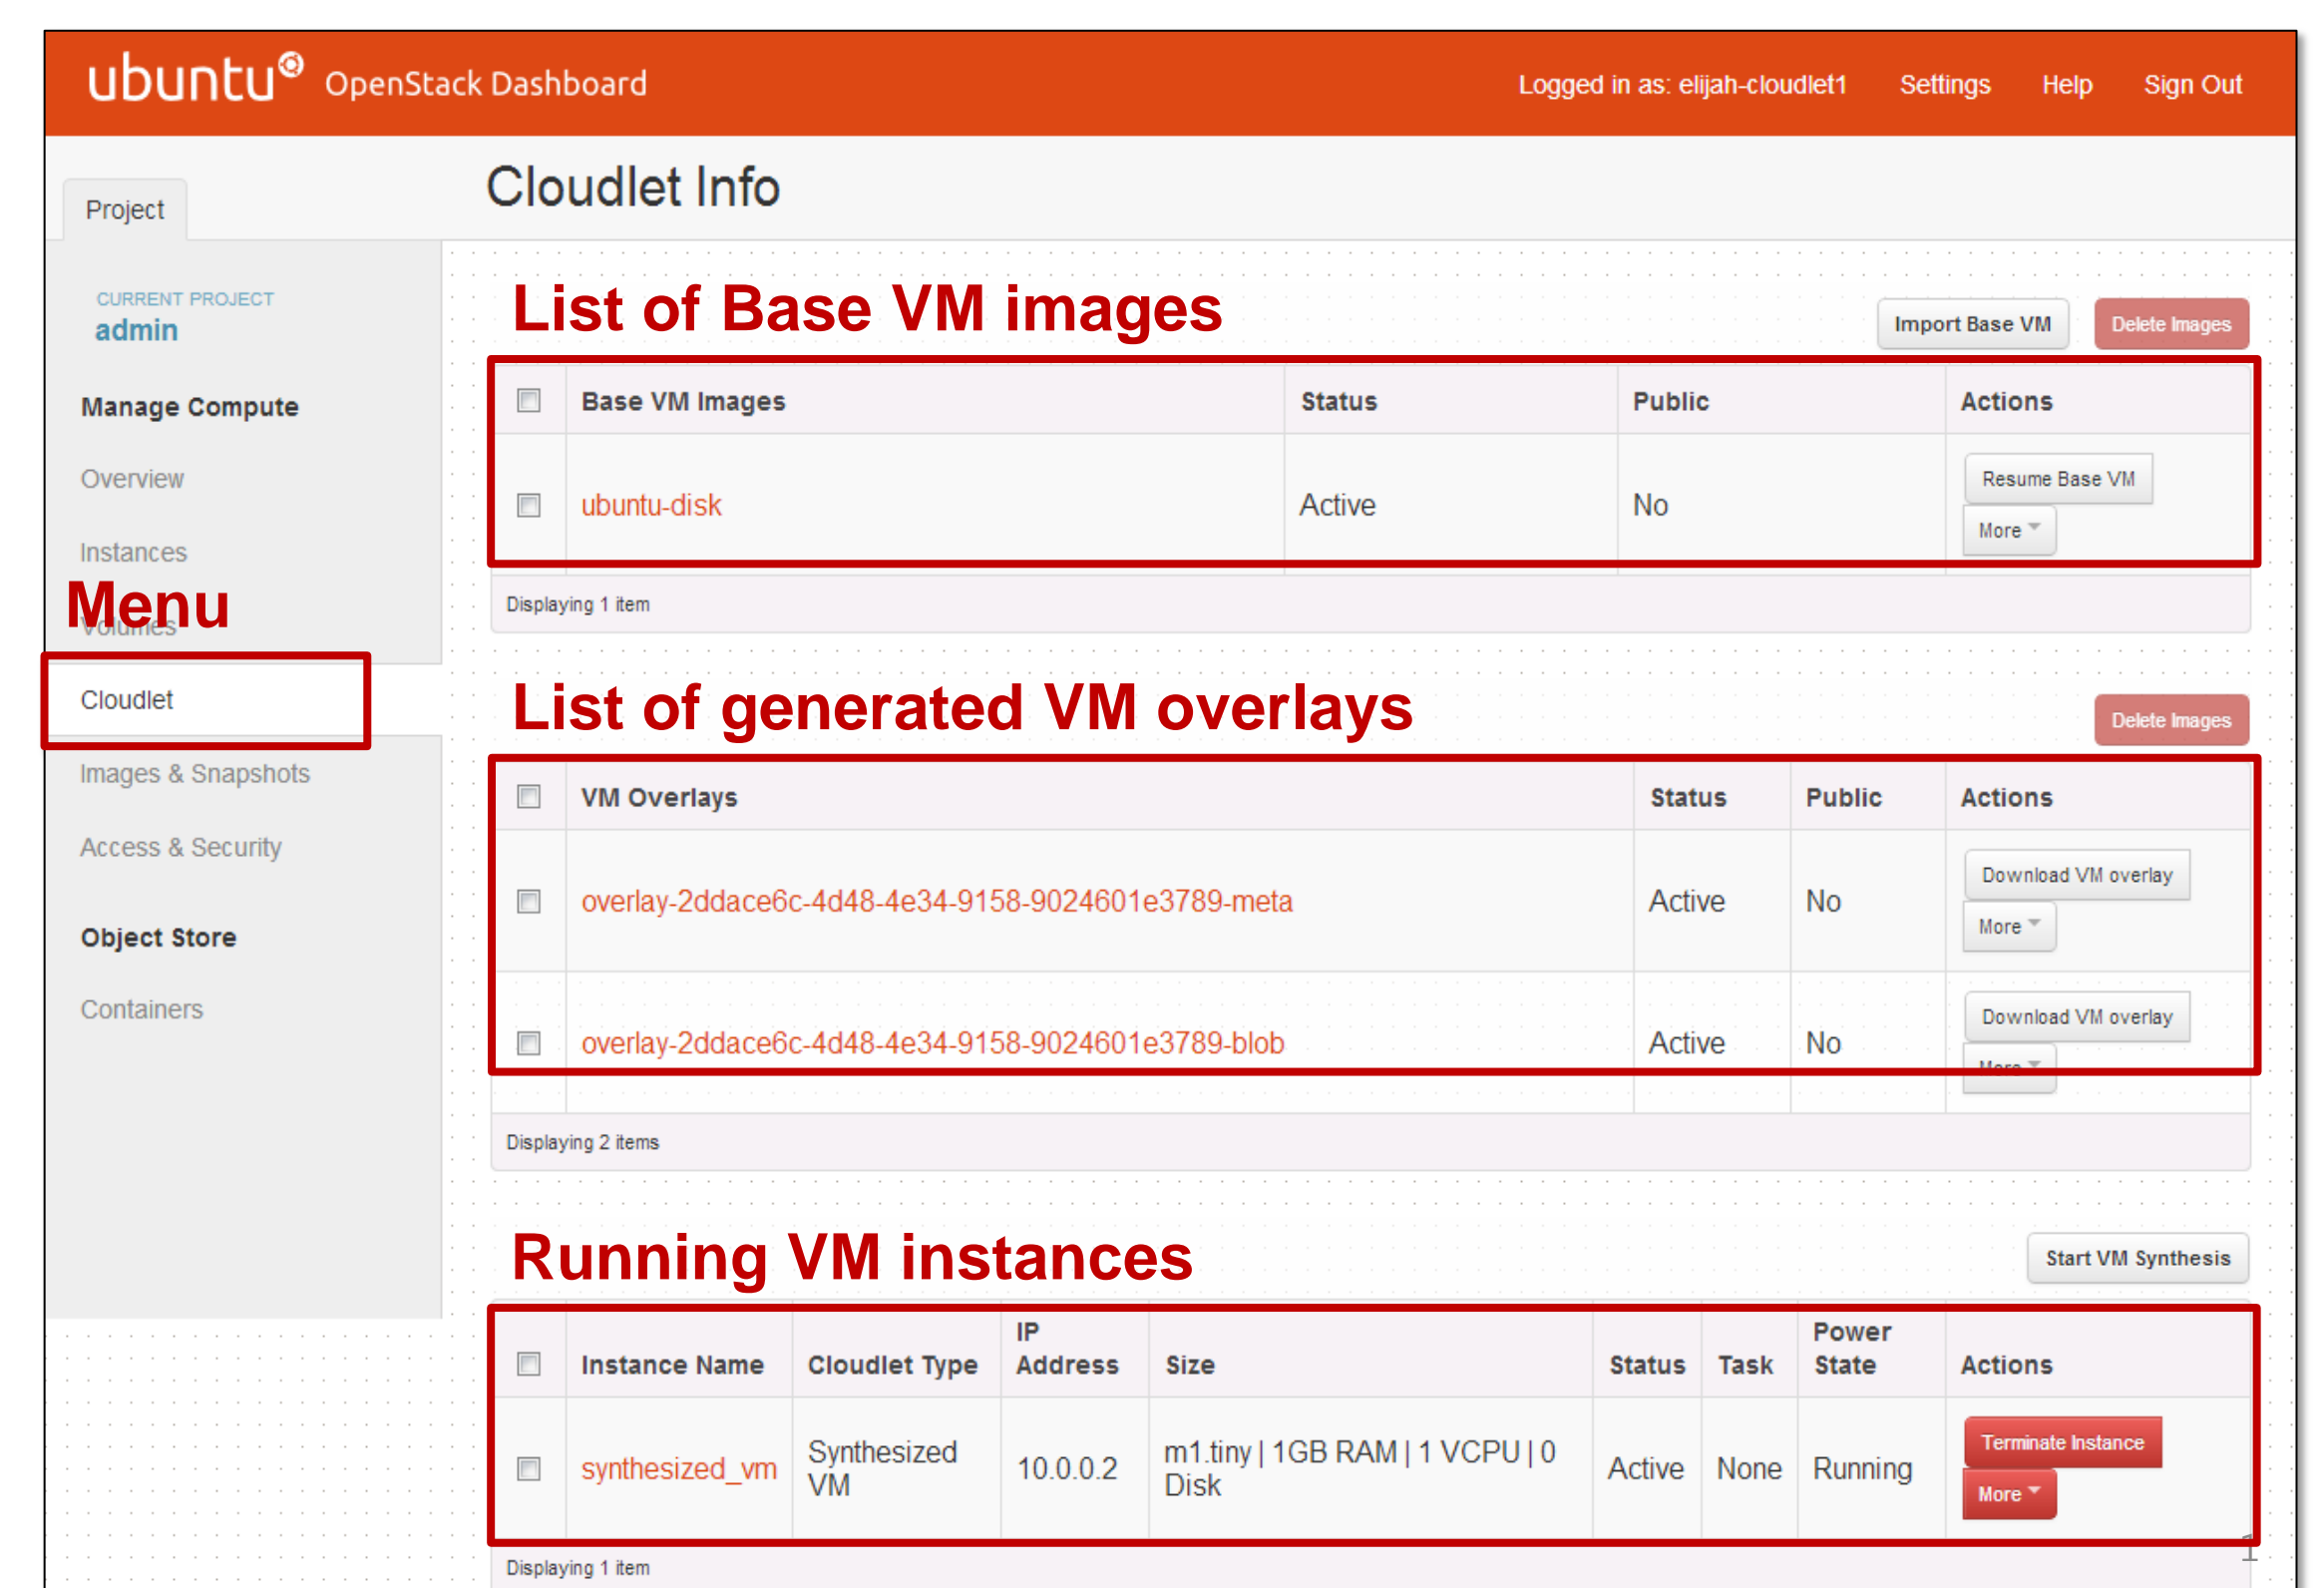 ubuntu OpenStack Dashboard
Logged in as: elijah-cloudlet1 Settings Help Sign Out
Project
Cloudlet Info
CURRENT PROJECT
admin
Manage Compute
Overview
Instances
Menu
Volumes
Cloudlet
Images & Snapshots
Access & Security
Object Store
Containers
List of Base VM images
Import Base VM Delete Images
Base VM Images Status Public Actions
ubuntu-disk Active No Resume Base VM
More
Displaying 1 item
List of generated VM overlays
Delete Images
VM Overlays Status Public Actions
overlay-2ddace6c-4d48-4e34-9158-9024601e3789-meta Active No Download VM overlay
More
overlay-2ddace6c-4d48-4e34-9158-9024601e3789-blob Active No Download VM overlay
More
Displaying 2 items
Running VM instances
Start VM Synthesis
Instance Name Cloudlet Type IP Address Size Status Task Power State Actions
synthesized_vm Synthesized VM 10.0.0.2 m1.tiny | 1GB RAM | 1 VCPU | 0 Disk Active None Running Terminate Instance
More
Displaying 1 item
1